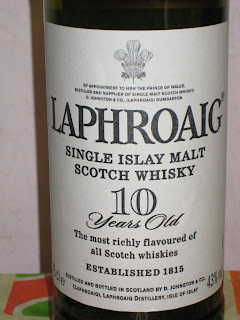 BY APPOINTMENT TO HRH THE PRINCE OF WALES,
DISTILLER AND SUPPLIER OF SINGLE MALT SCOTCH WHISKY,
D. JOHNSTON & CO., (LAPHROAIG) DUMBARTON
LAPHROAIG®
SINGLE ISLAY MALT
SCOTCH WHISKY
10
Years Old
The most richly flavoured of
all Scotch whiskies
ESTABLISHED 1815
cl
43%
DISTILLED AND BOTTLED IN SCOTLAND BY D. JOHNSTON & CO.,
(LAPHROAIG), LAPHROAIG DISTILLERY, ISLE OF ISLAY